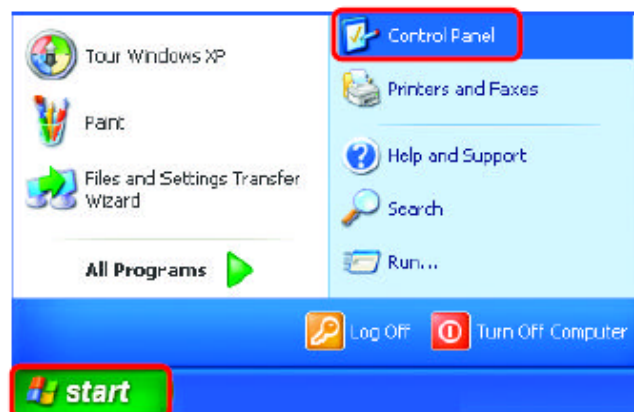 Tour Windows XP
Paint
Files and Settings Transfer
Wizard
All Programs
Control Panel
Printers and Faxes
Help and Support
Search
Run...
Log Off
Turn Off Computer
start